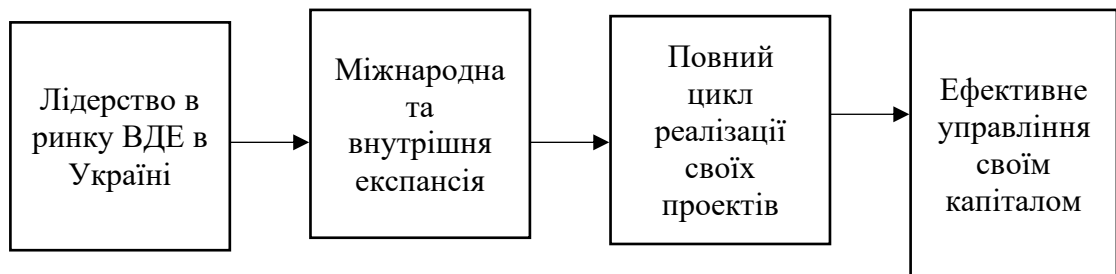 Лідерство в
ринку ВДЕ в
Україні
Міжнародна
та
внутрішня
експансія
Повний
цикл
реалізації
своїх
проектів
Ефективне
управління
своїм
капіталом